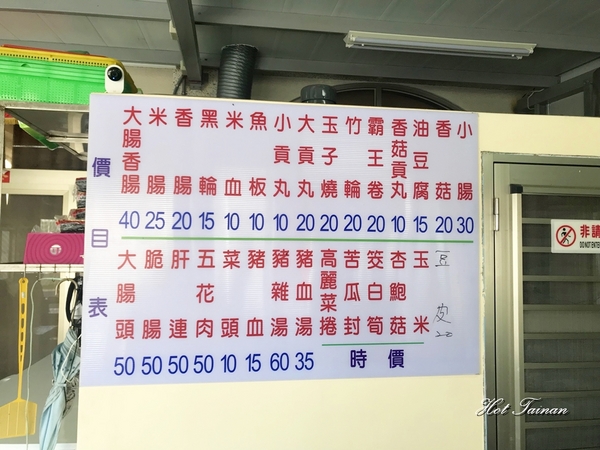 價目表
大腸香腸 40
米腸 25
香腸 20
黑輪 15
米血 10
魚板 10
小貢丸 10
大貢丸 20
玉子燒 20
竹輪 20
霸王卷 20
香菇貢丸 10
油豆腐 15
香菇 20
小腸 30
大腸頭 50
脆腸 50
肝連 50
五花肉 50
菜頭 10
豬血 15
豬雜湯 60
豬血湯 35
高麗菜捲
苦瓜封
筊白筍
杏鮑菇
玉米
時價
豆皮
非請
DO NOT ENTE
Hot Tainan